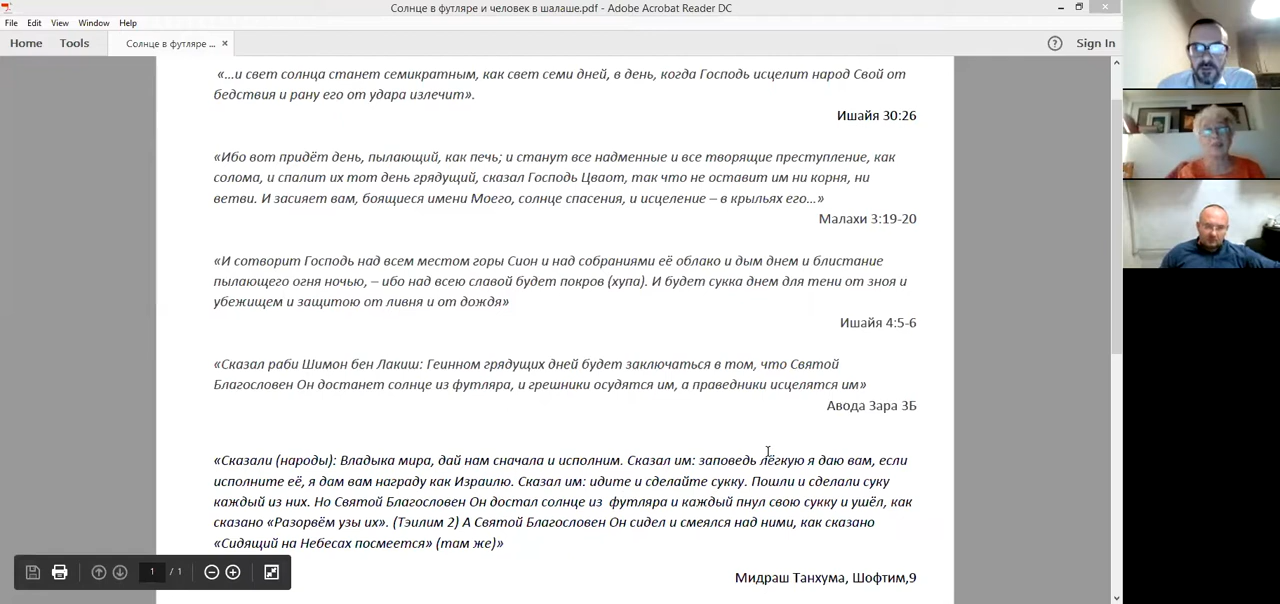 Солнце в футляре и человек в шалаше.pdf - Adobe Acrobat Reader DC
File Edit View Window Help
Home Tools Солнце в футляре ... × ? Sign In
«…и свет солнца станет семикратным, как свет семи дней, в день, когда Господь исцелит народ Свой от
бедствия и рану его от удара излечит».
Ишайя 30:26
«Ибо вот придёт день, пылающий, как печь; и станут все надменные и все творящие преступление, как
солома, и спалит их тот день грядущий, сказал Господь Цваот, так что не оставит им ни корня, ни
ветви. И засияет вам, боящиеся имени Моего, солнце спасения, и исцеление – в крыльях его…»
Малахи 3:19-20
«И сотворит Господь над всем местом горы Сион и над собраниями её облако и дым днем и блистание
пылающего огня ночью, – ибо над всею славой будет покров (хупа). И будет сукка днем для тени от зноя и
убежищем и защитою от ливня и от дождя»
Ишайя 4:5-6
«Сказал раби Шимон бен Лакиш: Геинном грядущих дней будет заключаться в том, что Святой
Благословен Он достанет солнце из футляра, и грешники осудятся им, а праведники исцелятся им»
Авода Зара 3Б
«Сказали (народы): Владыка мира, дай нам сначала и исполним. Сказал им: заповедь лёгкую я даю вам, если
исполните её, я дам вам награду как Израилю. Сказал им: идите и сделайте сукку. Пошли и сделали суку
каждый из них. Но Святой Благословен Он достал солнце из футляра и каждый пнул свою сукку и ушёл, как
сказано «Разорвём узы их». (Тэилим 2) А Святой Благословен Он сидел и смеялся над ними, как сказано
«Сидящий на Небесах посмеется» (там же)»
1 / 1
Мидраш Танхума, Шофтим,9